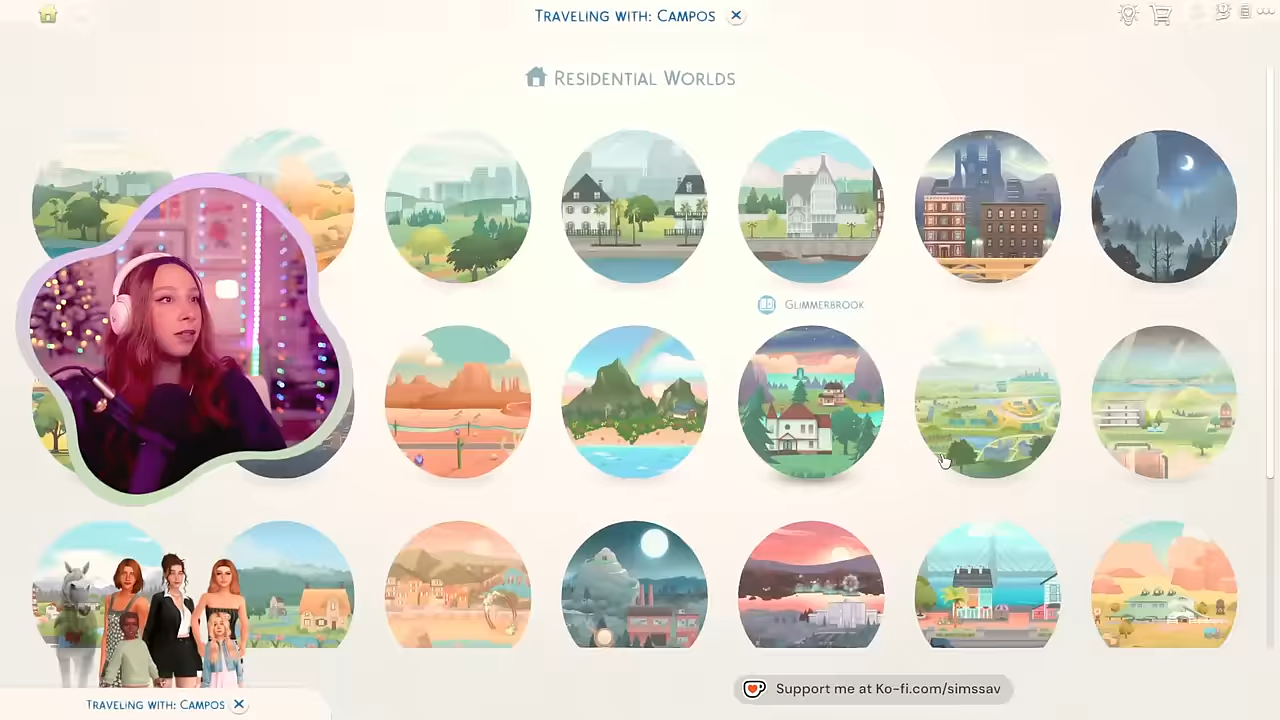 TRAVELING WITH: CAMPOS
RESIDENTIAL WORLDS
GLIMMERBROOK
TRAVELING WITH: CAMPOS
Support me at Ko-fi.com/simssav